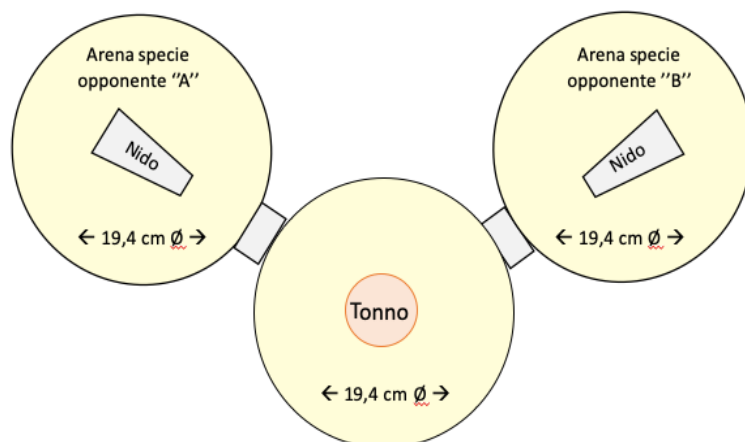 Arena specie
opponente ‘’A’’
Nido
← 19,4 cm Ø →
Arena specie
opponente ‘’B’’
Nido
← 19,4 cm Ø →
Tonno
← 19,4 cm Ø →